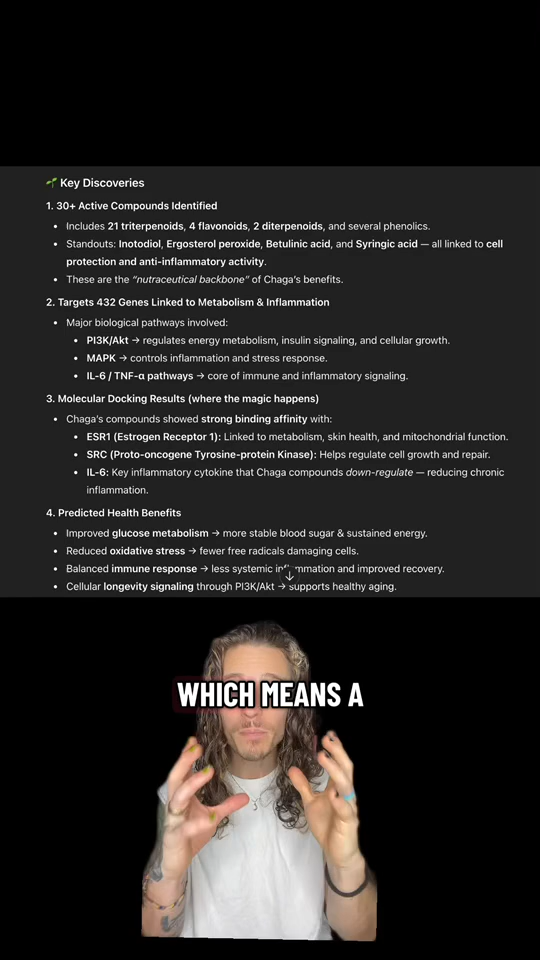 🌱 Key Discoveries
1. 30+ Active Compounds Identified
• Includes 21 triterpenoids, 4 flavonoids, 2 diterpenoids, and several phenolics.
• Standouts: Inotodiol, Ergosterol peroxide, Betulinic acid, and Syringic acid — all linked to cell
protection and anti-inflammatory activity.
• These are the “nutraceutical backbone” of Chaga’s benefits.
2. Targets 432 Genes Linked to Metabolism & Inflammation
• Major biological pathways involved:
• PI3K/Akt → regulates energy metabolism, insulin signaling, and cellular growth.
• MAPK → controls inflammation and stress response.
• IL-6 / TNF-α pathways → core of immune and inflammatory signaling.
3. Molecular Docking Results (where the magic happens)
• Chaga’s compounds showed strong binding affinity with:
• ESR1 (Estrogen Receptor 1): Linked to metabolism, skin health, and mitochondrial function.
• SRC (Proto-oncogene Tyrosine-protein Kinase): Helps regulate cell growth and repair.
• IL-6: Key inflammatory cytokine that Chaga compounds down-regulate — reducing chronic
inflammation.
4. Predicted Health Benefits
• Improved glucose metabolism → more stable blood sugar & sustained energy.
• Reduced oxidative stress → fewer free radicals damaging cells.
• Balanced immune response → less systemic inflammation and improved recovery.
• Cellular longevity signaling through PI3K/Akt → supports healthy aging.
WHICH MEANS A